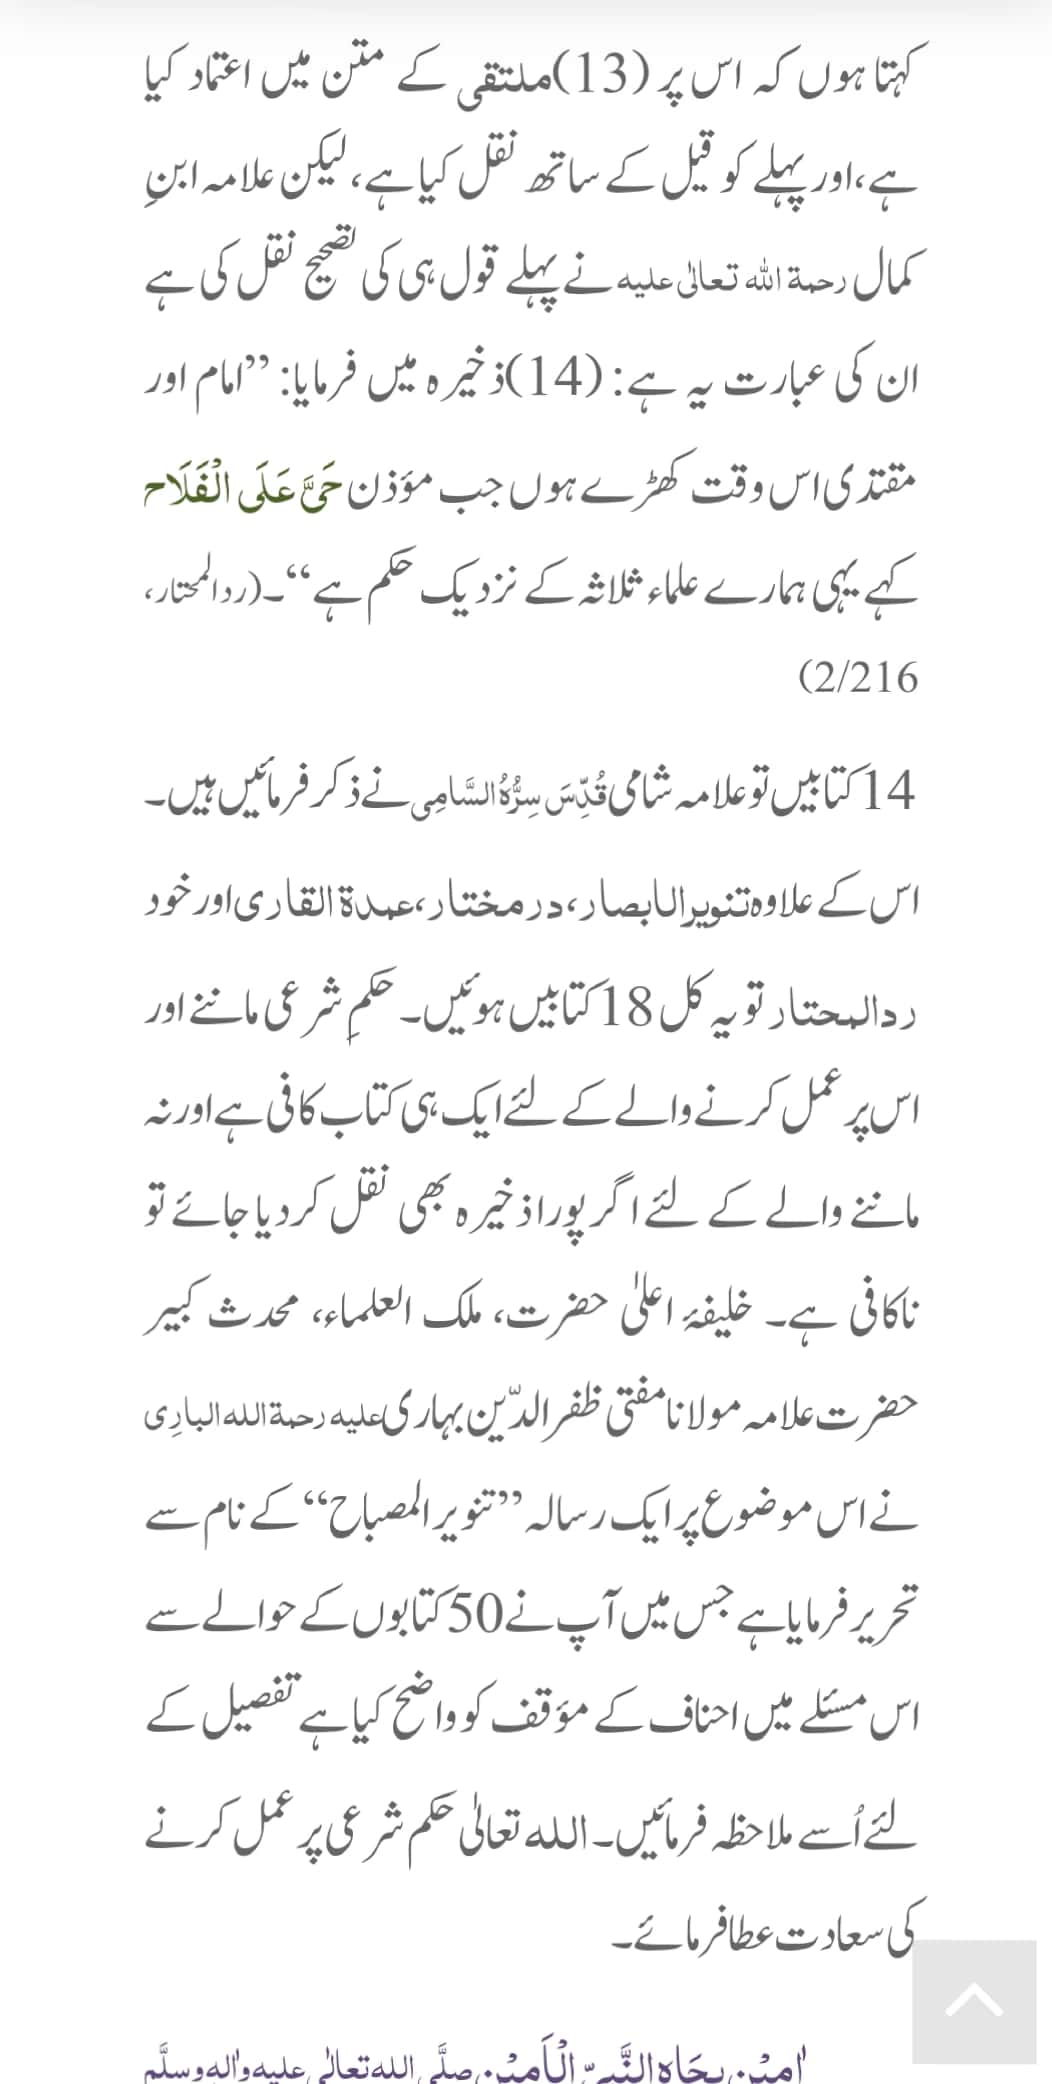 کہتا ہوں کہ اس پر (13)ملتقی کے متن میں اعتماد کیا
ہے،اور پہلے کو قیل کے ساتھ نقل کیا ہے، لیکن علامہ ابنِ
کمال رحمۃ اللہ تعالٰی علیہ نے پہلے قول ہی کی تصحیح نقل کی ہے
ان کی عبارت یہ ہے: (14)ذخیرہ میں فرمایا: ”امام اور
مقتدی اس وقت کھڑے ہوں جب مؤذن حَیَّ عَلَی الْفَلَاح
کہے یہی ہمارے علماء ثلاثہ کے نزدیک حکم ہے“۔(ردالمحتار،
2/216)
14 کتابیں تو علامہ شامی قُدِّسَ سِرُّہُ السَّامِی نے ذکر فرمائیں ہیں۔
اس کے علاوہ تنویر الابصار، درمختار، عمدۃ القاری اور خود
ردالمحتار تو یہ کل 18 کتابیں ہوئیں۔ حکمِ شرعی ماننے اور
اس پر عمل کرنے والے کے لئے ایک ہی کتاب کافی ہے اور نہ
ماننے والے کے لئے اگر پورا ذخیرہ بھی نقل کردیا جائے تو
ناکافی ہے۔ خلیفۂ اعلیٰ حضرت، ملک العلماء، محدث کبیر
حضرت علامہ مولانا مفتی ظفر الدّین بہاری علیہ رحمۃ اللہ الباری
نے اس موضوع پر ایک رسالہ ”تنویر المصباح“ کے نام سے
تحریر فرمایا ہے جس میں آپ نے 50 کتابوں کے حوالے سے
اس مسئلے میں احناف کے مؤقف کو واضح کیا ہے تفصیل کے
لئے اُسے ملاحظہ فرمائیں۔ اللہ تعالٰی حکم شرعی پر عمل کرنے
کی سعادت عطا فرمائے۔
اٰمِیْن بِجَاہِ النَّبِیِّ الْاَمِیْن صلَّی اللہ تعالٰی علیہ واٰلہٖ وسلَّم